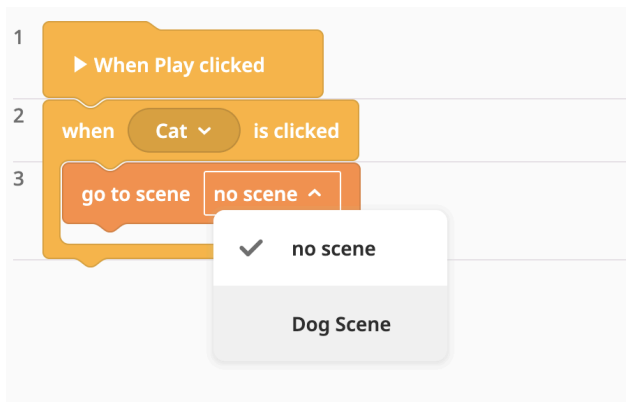 1
When Play clicked
2
when Cat is clicked
3
go to scene no scene
no scene
Dog Scene